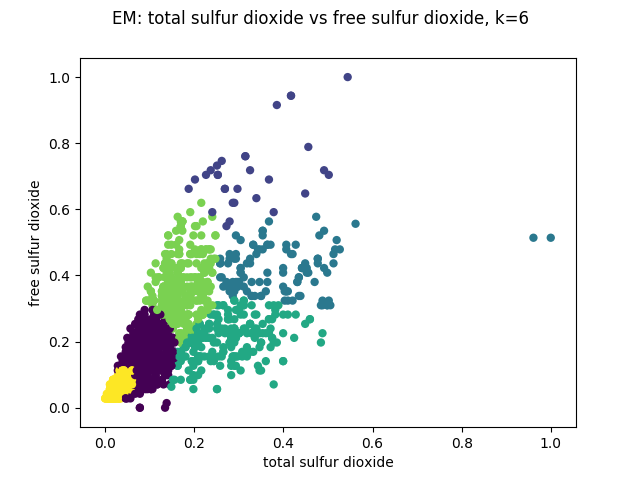 EM: total sulfur dioxide vs free sulfur dioxide, k=6
1.0
0.8
0.6
0.4
0.2
0.0
free sulfur dioxide
0.0 0.2 0.4 0.6 0.8 1.0
total sulfur dioxide